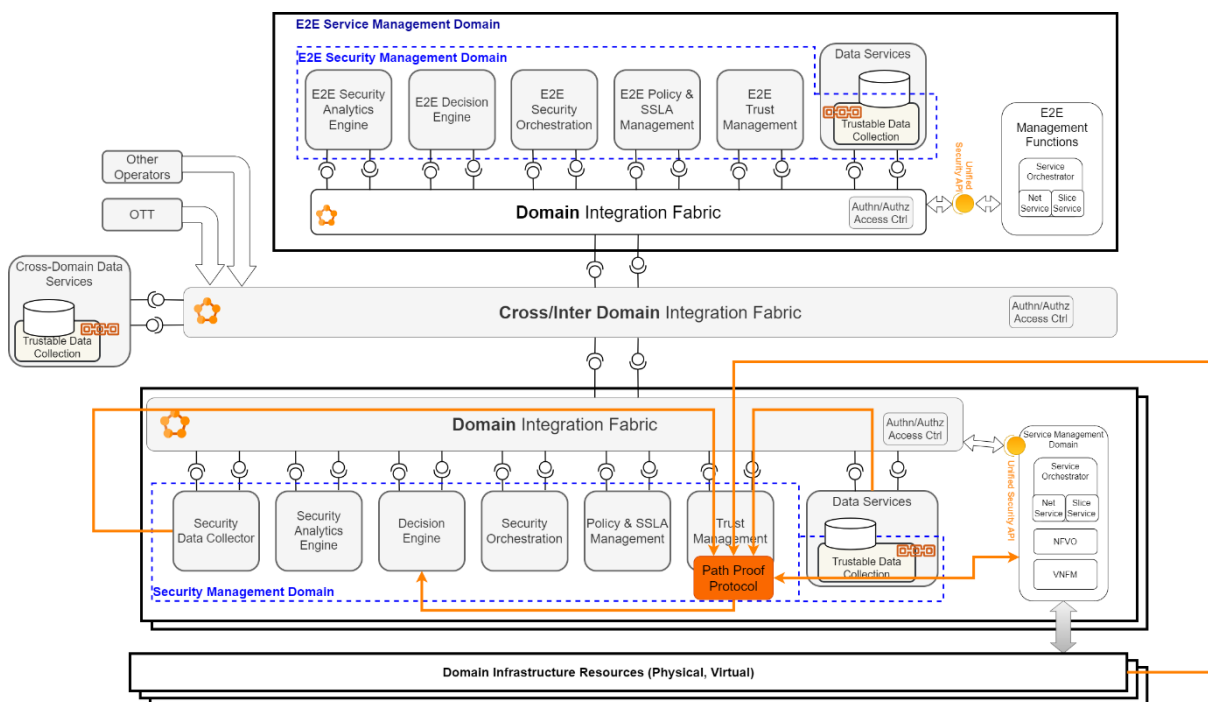 E2E Service Management Domain
E2E Security Management Domain
E2E Security
Analytics
Engine
E2E Decision
Engine
E2E
Security
Orchestration
E2E Policy &
SSLA
Management
E2E
Trust
Management
Data Services
Trustable Data
Collection
Unified
Security API
E2E
Management
Functions
Service
Orchestrator
Net
Service
Slice
Service
Domain Integration Fabric
Authn/Authz
Access Ctrl
Other
Operators
OTT
Cross-Domain Data
Services
Trustable Data
Collection
Cross/Inter Domain Integration Fabric
Authn/Authz
Access Ctrl
Domain Integration Fabric
Authn/Authz
Access Ctrl
Security
Data Collector
Security
Analytics
Engine
Decision
Engine
Security
Orchestration
Policy & SSLA
Management
Trust
Management
Path Proof
Protocol
Data Services
Trustable Data
Collection
Security Management Domain
Unified Security API
Service Management
Domain
Service
Orchestrator
Net
Service
Slice
Service
NFVO
VNFM
Domain Infrastructure Resources (Physical, Virtual)